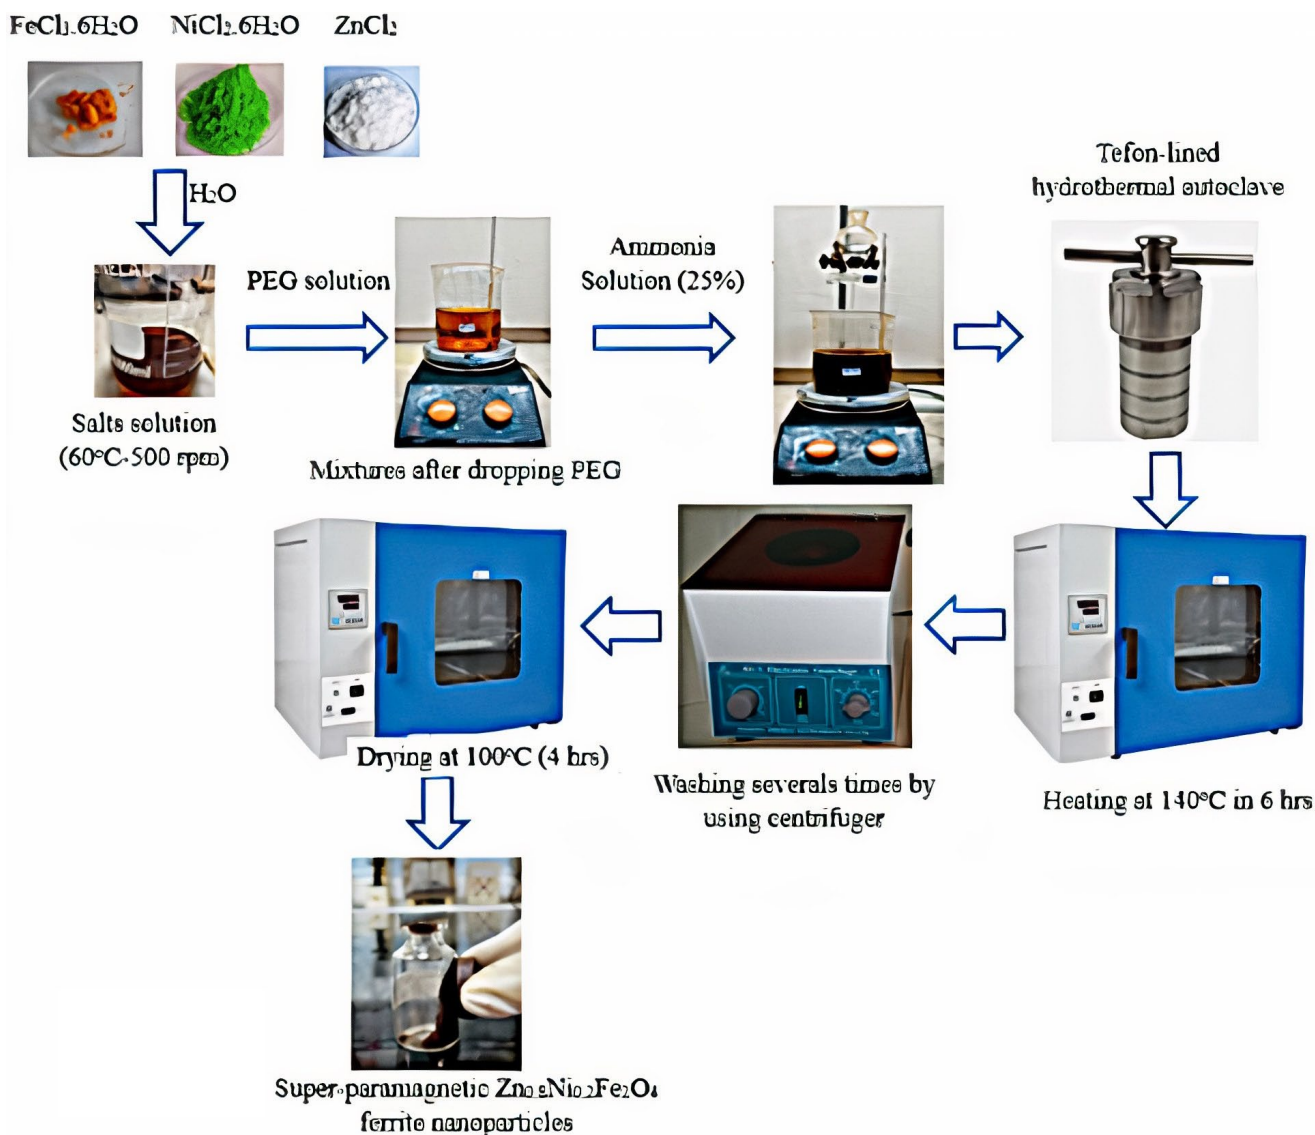 FeCl₃.6H₂O NiCl₂.6H₂O ZnCl₂
H₂O
Tefon-lined
hydrothermal autoclave
PEG solution
Ammonia
Solution (25%)
Salts solution
(60°C-500 rpm)
Mixtures after dropping PEG
Drying at 100°C (4 hrs)
Washing severals times by
using centrifuger
Heating at 140°C in 6 hrs
Super-paramagnetic Zn₀.₈Ni₀.₂Fe₂O₄
ferrite nanoparticles